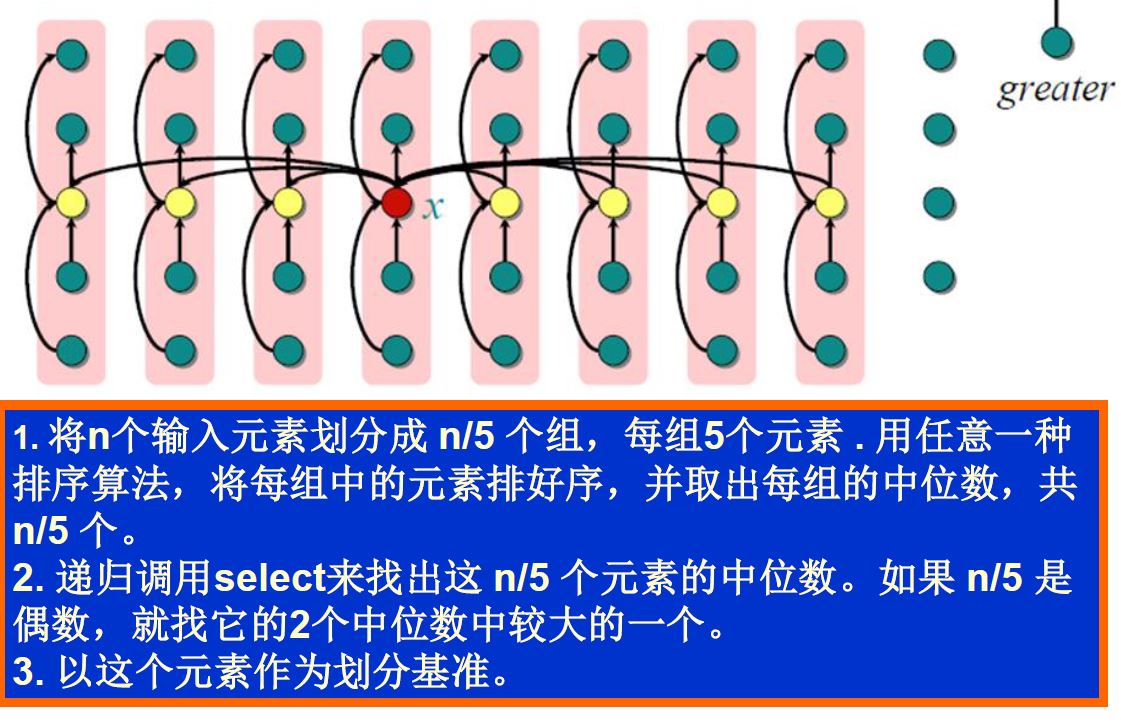 greater
x
1. 将n个输入元素划分成 n/5 个组，每组5个元素 . 用任意一种
排序算法，将每组中的元素排好序，并取出每组的中位数，共
n/5 个。
2. 递归调用select来找出这 n/5 个元素的中位数。如果 n/5 是
偶数，就找它的2个中位数中较大的一个。
3. 以这个元素作为划分基准。